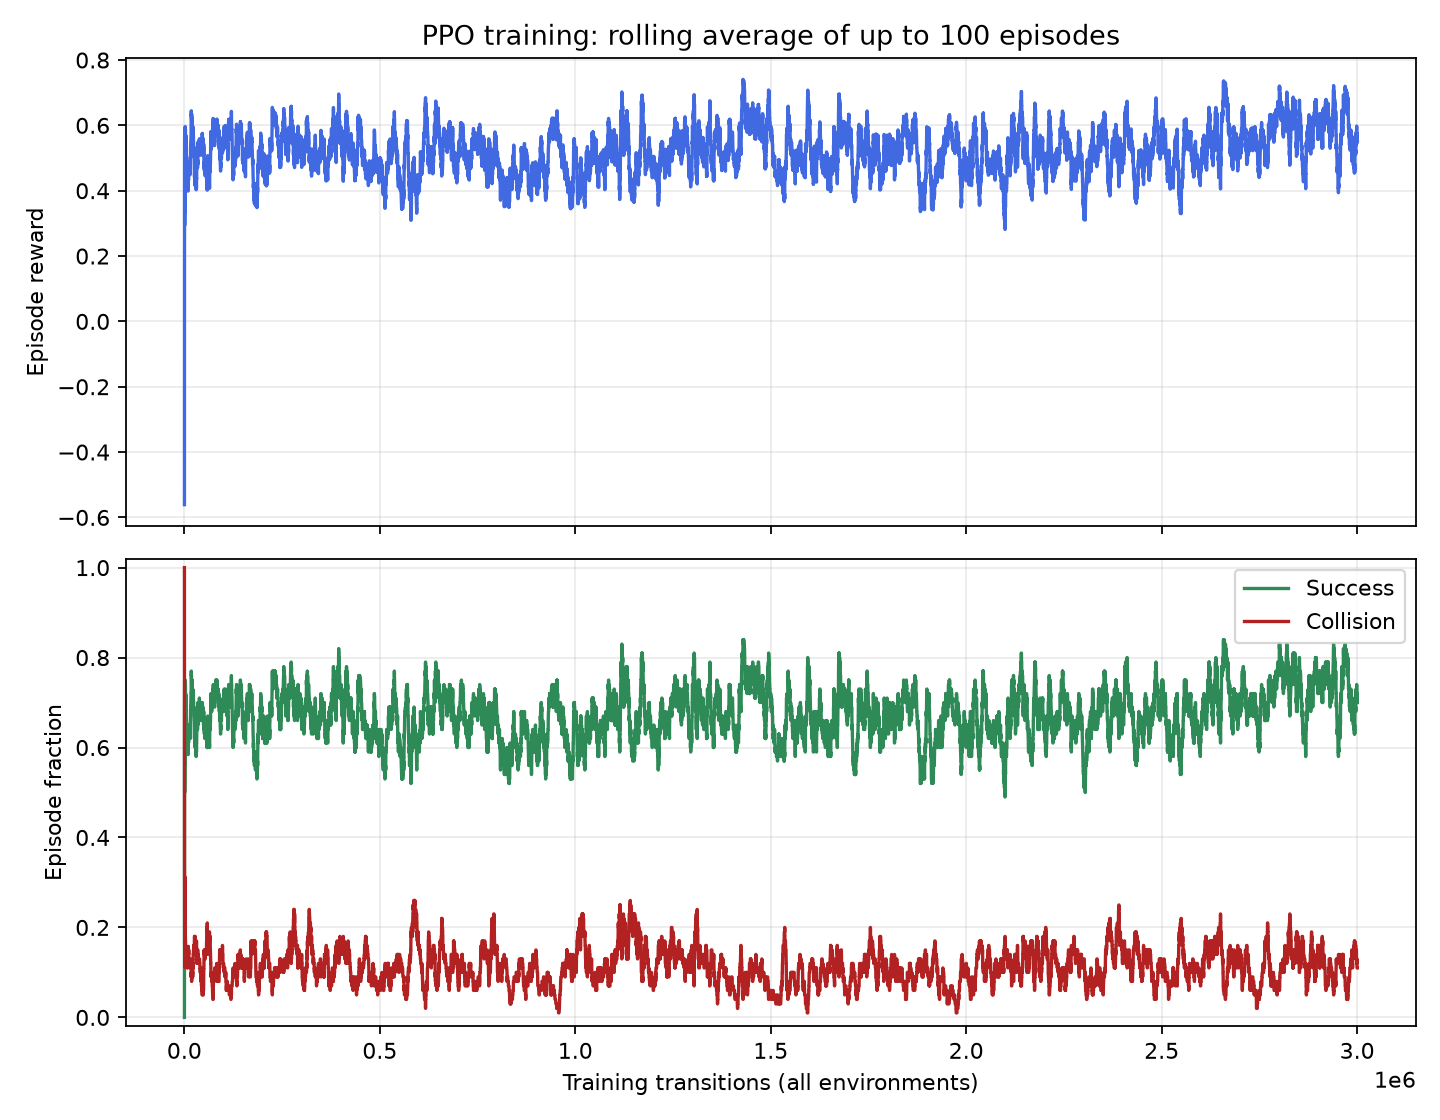 PPO training: rolling average of up to 100 episodes
0.8
0.6
0.4
0.2
0.0
−0.2
−0.4
−0.6
Episode reward
1.0
0.8
0.6
0.4
0.2
0.0
Episode fraction
Success
Collision
0.0 0.5 1.0 1.5 2.0 2.5 3.0
1e6
Training transitions (all environments)